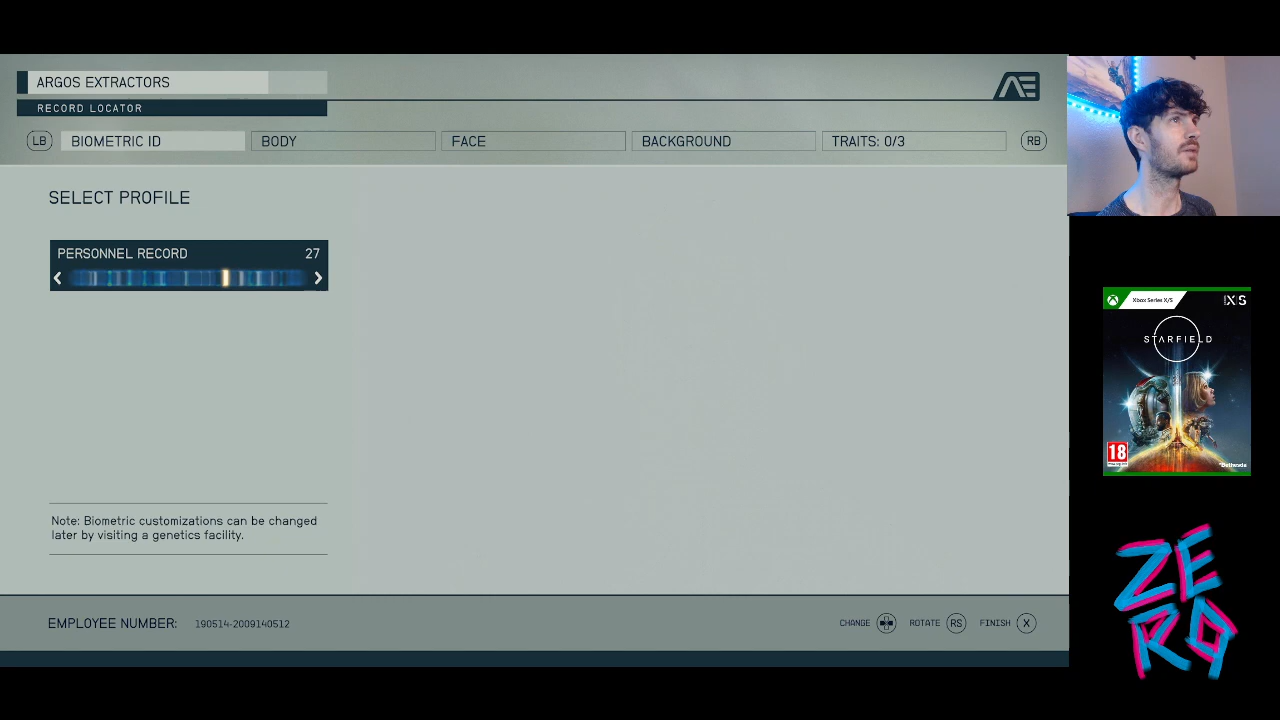 ARGOS EXTRACTORS
RECORD LOCATOR
LB BIOMETRIC ID BODY FACE BACKGROUND TRAITS: 0/3 RB
SELECT PROFILE
PERSONNEL RECORD 27
Note: Biometric customizations can be changed
later by visiting a genetics facility.
EMPLOYEE NUMBER: 190514-2009140512
CHANGE ROTATE RS FINISH X
Xbox Series X/S
X|S
STARFIELD
18
Bethesda
ZE
RO